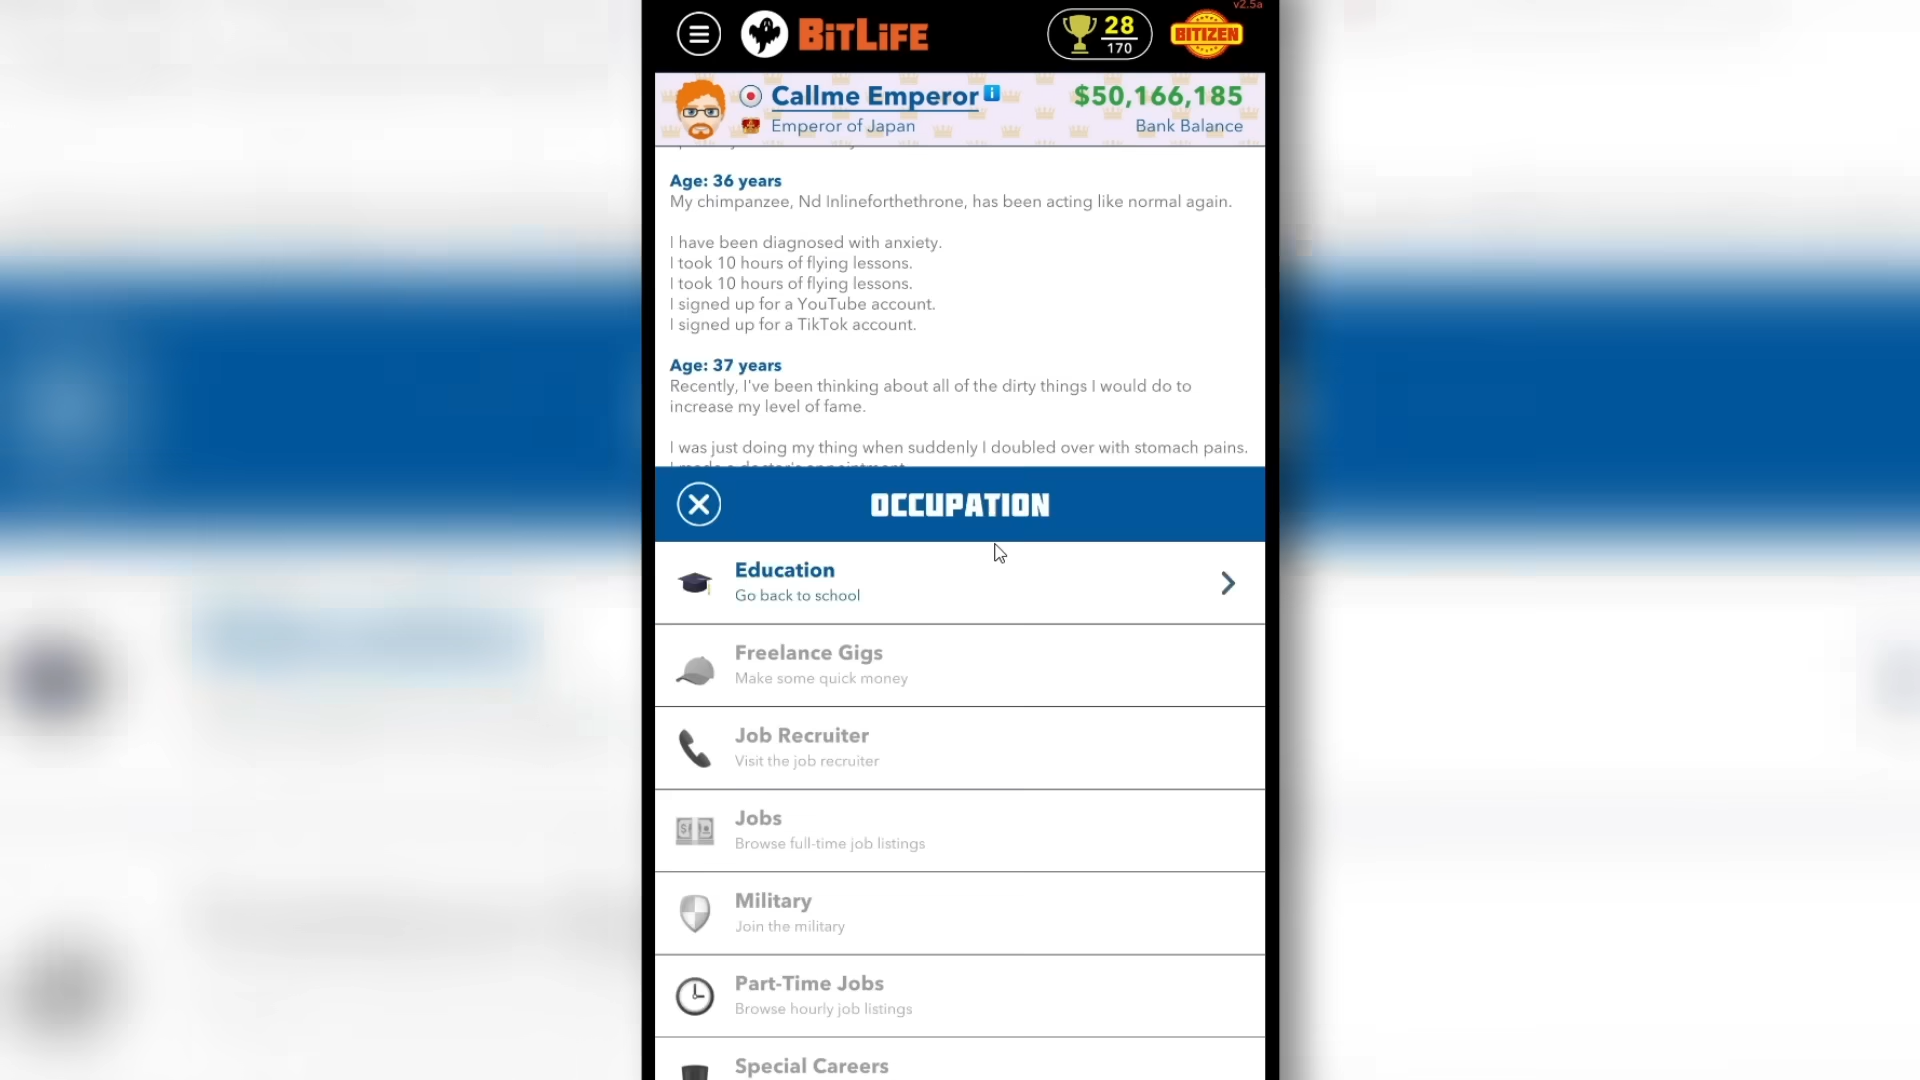 v2.5a
BITLIFE
28
170
BITIZEN
Callme Emperor
$50,166,185
Emperor of Japan
Bank Balance
Age: 36 years
My chimpanzee, Nd Inlineforthethrone, has been acting like normal again.
I have been diagnosed with anxiety.
I took 10 hours of flying lessons.
I took 10 hours of flying lessons.
I signed up for a YouTube account.
I signed up for a TikTok account.
Age: 37 years
Recently, I've been thinking about all of the dirty things I would do to
increase my level of fame.
I was just doing my thing when suddenly I doubled over with stomach pains.
I made a doctor's appointment.
OCCUPATION
Education
Go back to school
Freelance Gigs
Make some quick money
Job Recruiter
Visit the job recruiter
Jobs
Browse full-time job listings
Military
Join the military
Part-Time Jobs
Browse hourly job listings
Special Careers